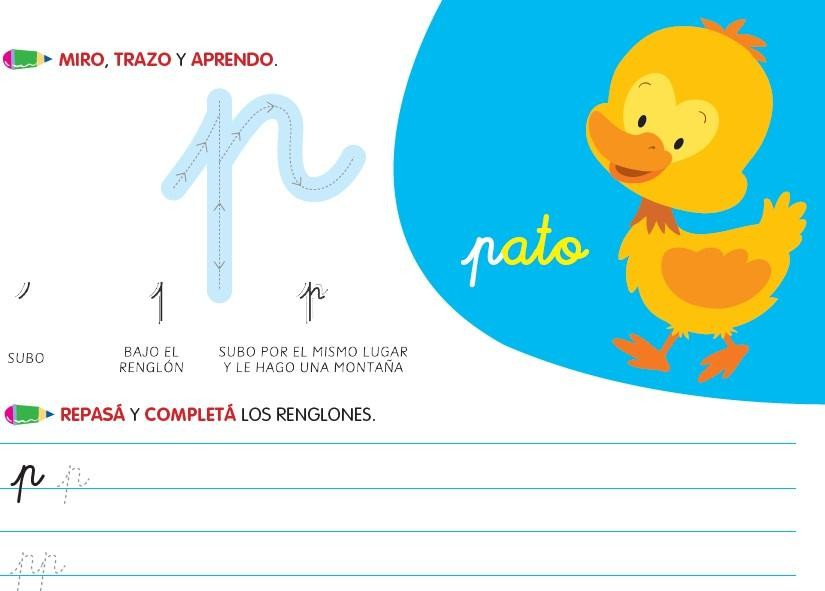 MIRO, TRAZO Y APRENDO.
p
pato
SUBO
BAJO EL
RENGLÓN
SUBO POR EL MISMO LUGAR
Y LE HAGO UNA MONTAÑA
REPASÁ Y COMPLETÁ LOS RENGLONES.
p p
pp